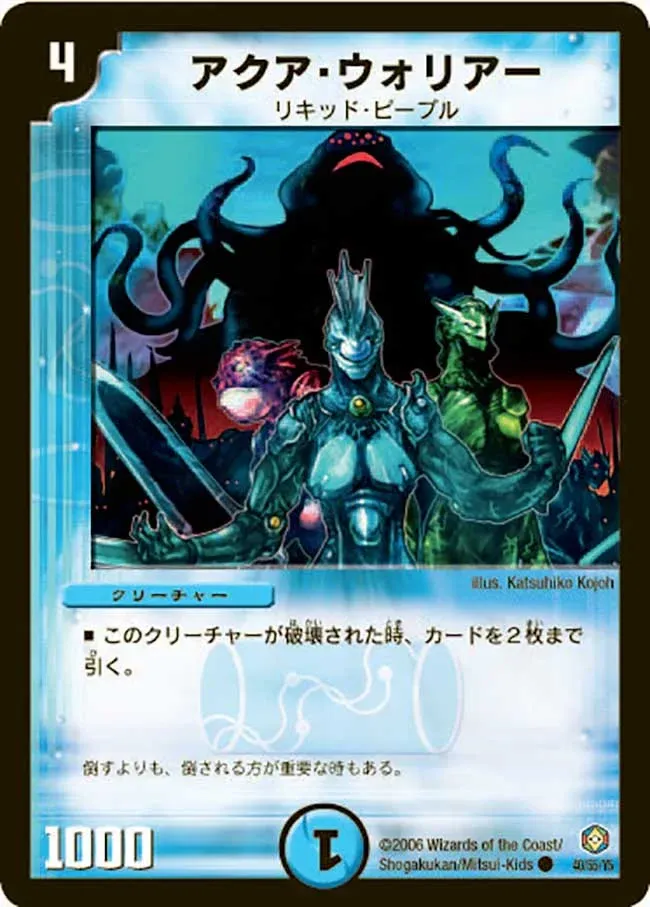 4
アクア・ウォリアー
リキッド・ピープル
illus. Katsuhiko Kojoh
クリーチャー
■ このクリーチャーが破壊された時、カードを２枚まで
引く。
倒すよりも、倒される方が重要な時もある。
1000
1
©2006 Wizards of the Coast/
Shogakukan/Mitsui-Kids
40/55・Y5